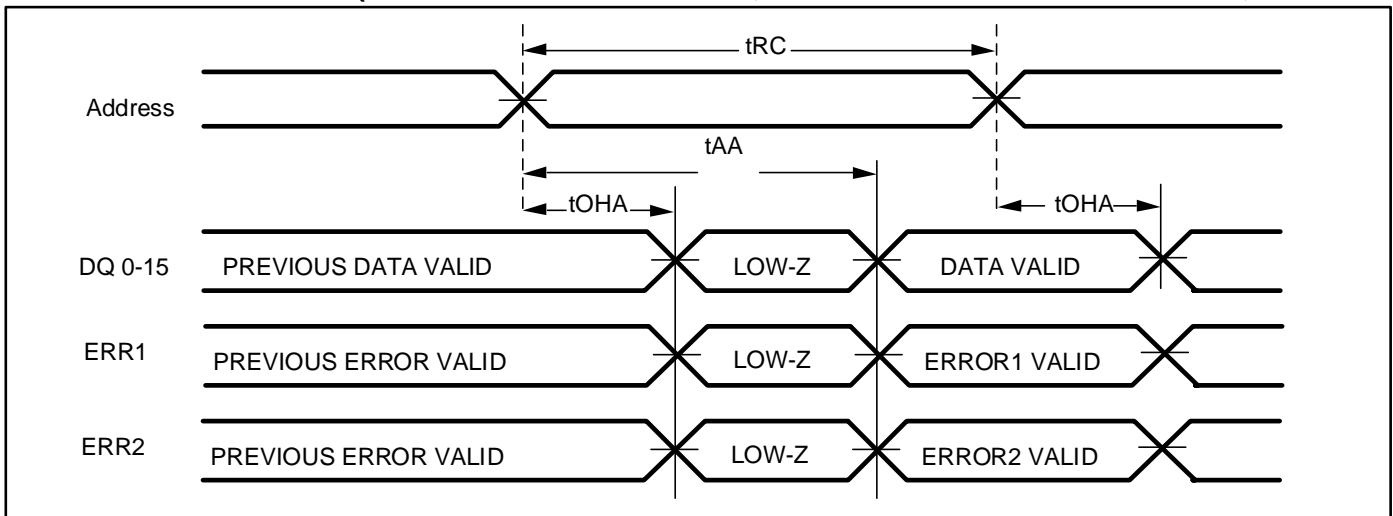 tRC
Address
tAA
tOHA
tOHA
DQ 0-15
PREVIOUS DATA VALID
LOW-Z
DATA VALID
ERR1
PREVIOUS ERROR VALID
LOW-Z
ERROR1 VALID
ERR2
PREVIOUS ERROR VALID
LOW-Z
ERROR2 VALID